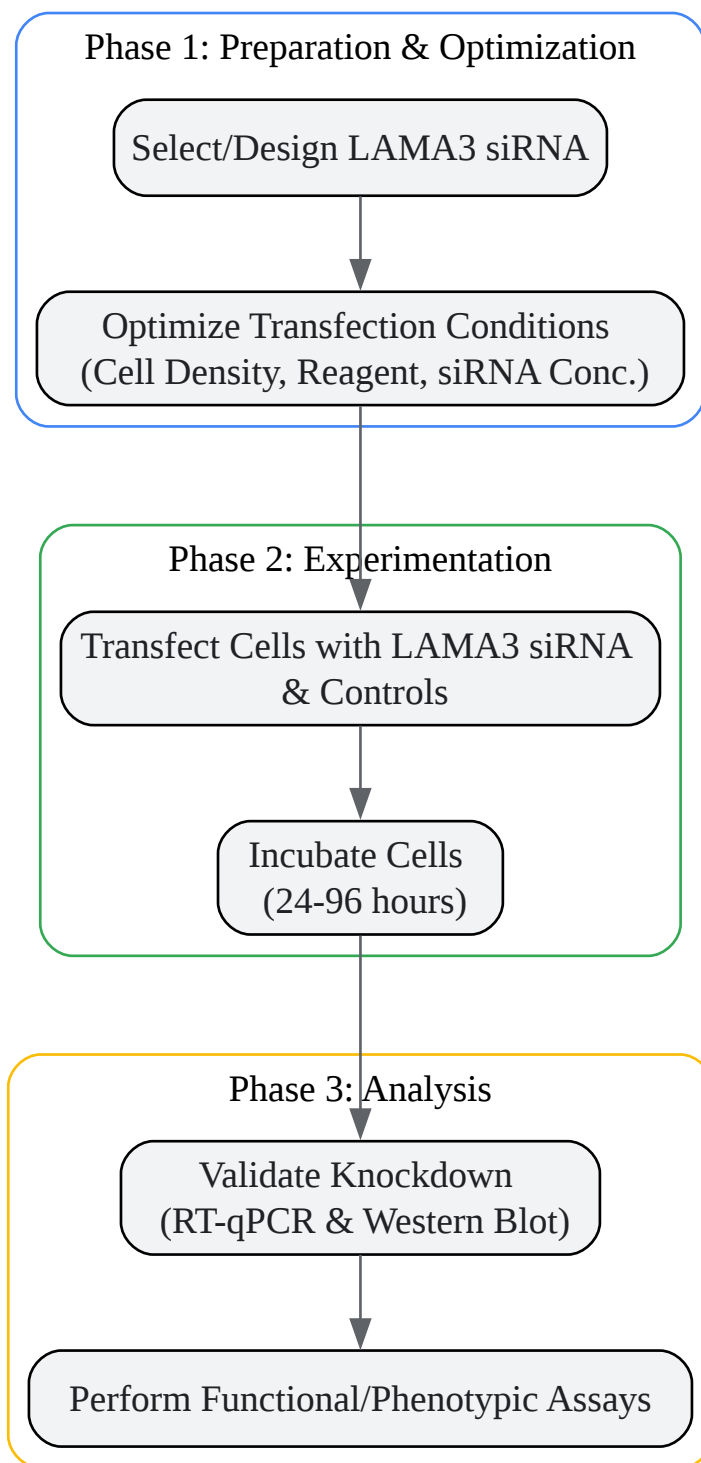 Phase 1: Preparation & Optimization
Select/Design LAMA3 siRNA
Optimize Transfection Conditions
(Cell Density, Reagent, siRNA Conc.)
Phase 2: Experimentation
Transfect Cells with LAMA3 siRNA
& Controls
Incubate Cells
(24-96 hours)
Phase 3: Analysis
Validate Knockdown
(RT-qPCR & Western Blot)
Perform Functional/Phenotypic Assays